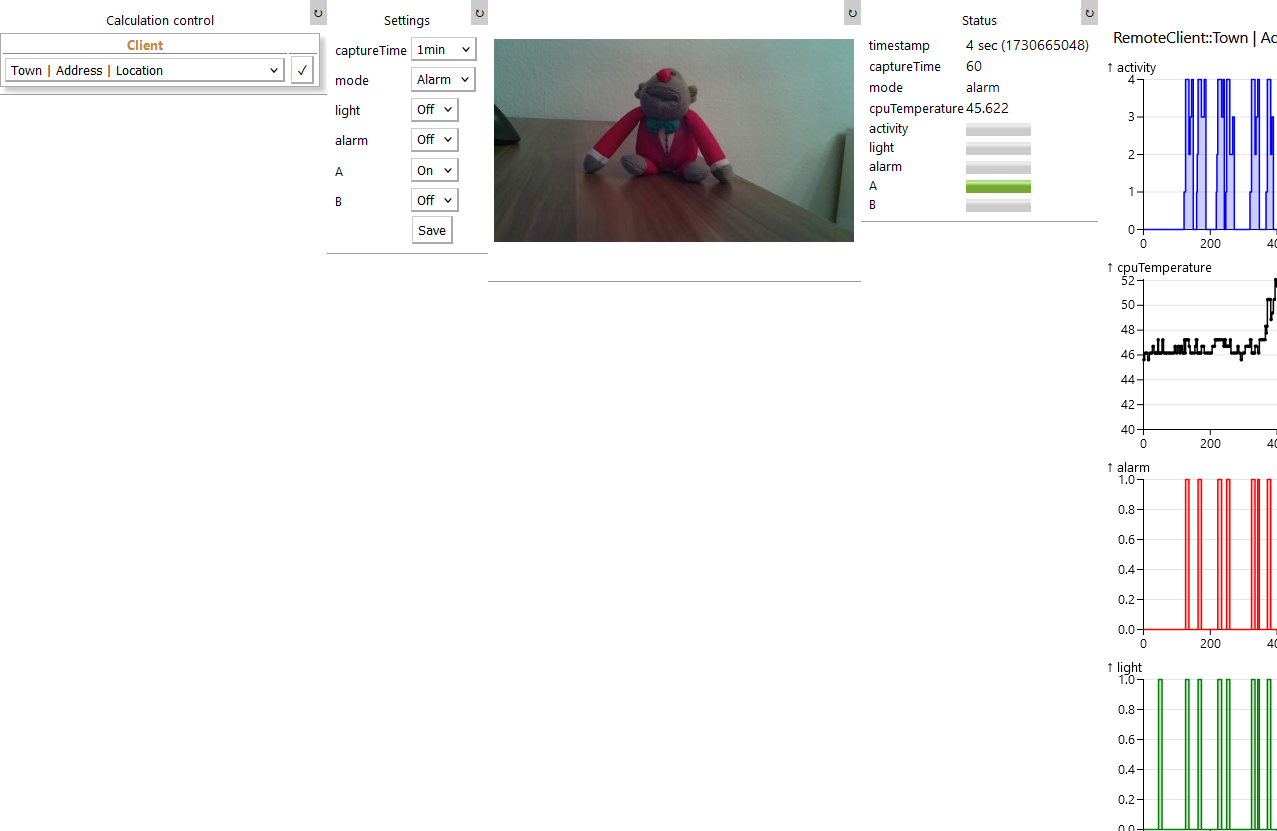 Calculation control
↻
Client
Town | Address | Location
✓
Settings
↻
captureTime 1min
mode Alarm
light Off
alarm Off
A On
B Off
Save
↻
Status
↻
timestamp 4 sec (1730665048)
captureTime 60
mode alarm
cpuTemperature 45.622
activity
light
alarm
A
B
RemoteClient::Town | Ac
↑ activity
4
3
2
1
0
0 200 40
↑ cpuTemperature
52
50
48
46
44
42
40
0 200 40
↑ alarm
1.0
0.8
0.6
0.4
0.2
0.0
0 200 40
↑ light
1.0
0.8
0.6
0.4
0.2
0.0